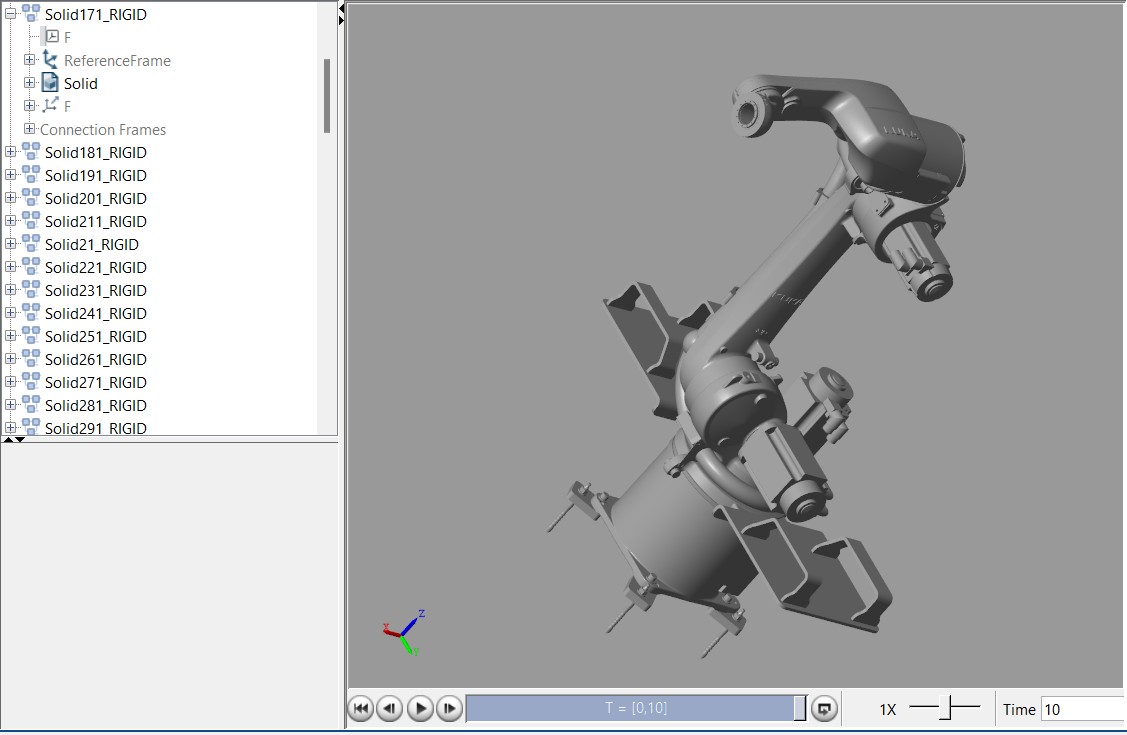 Solid171_RIGID
F
ReferenceFrame
Solid
F
Connection Frames
Solid181_RIGID
Solid191_RIGID
Solid201_RIGID
Solid211_RIGID
Solid21_RIGID
Solid221_RIGID
Solid231_RIGID
Solid241_RIGID
Solid251_RIGID
Solid261_RIGID
Solid271_RIGID
Solid281_RIGID
Solid291_RIGID
KUKA
X
Z
Y
T = [0,10]
1X
Time 10